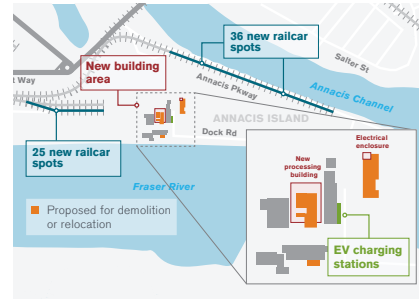 36 new railcar
spots
Salter St
New building
area
t Way
Annacis Pkwy
Annacis Channel
ANNACIS ISLAND
Dock Rd
25 new railcar
spots
Electrical
enclosure
New
processing
building
Fraser River
Proposed for demolition
or relocation
EV charging
stations